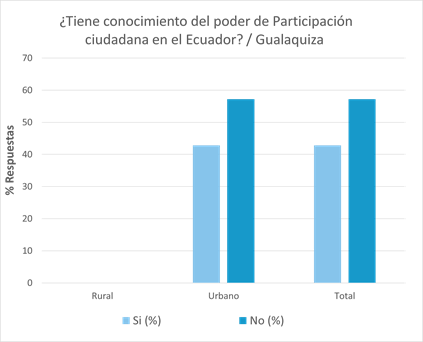 ¿Tiene conocimiento del poder de Participación
ciudadana en el Ecuador? / Gualaquiza
70
60
50
40
30
20
10
0
% Respuestas
Rural Urbano Total
Si (%) No (%)